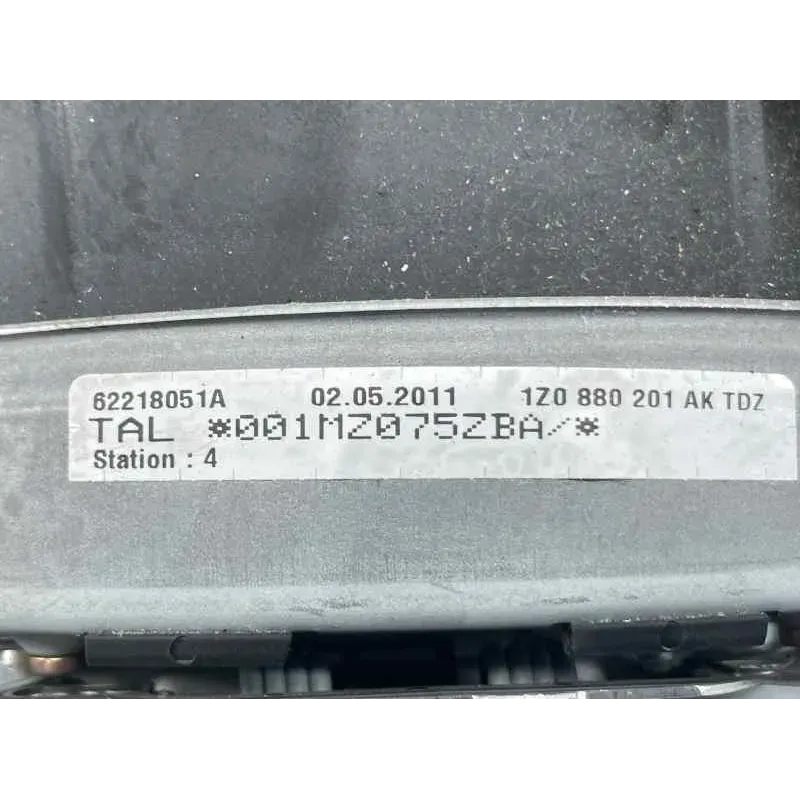 62218051A 02.05.2011 1Z0 880 201 AK TDZ
TAL *001MZ075ZBA/*
Station : 4